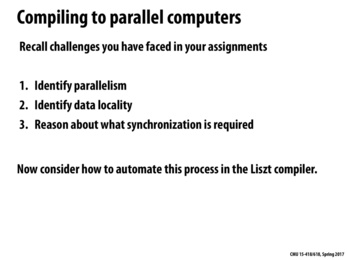 Compiling to parallel computers
Recall challenges you have faced in your assignments
1. Identify parallelism
2. Identify data locality
3. Reason about what synchronization is required
Now consider how to automate this process in the Liszt compiler.
CMU 15-418/618, Spring 2017